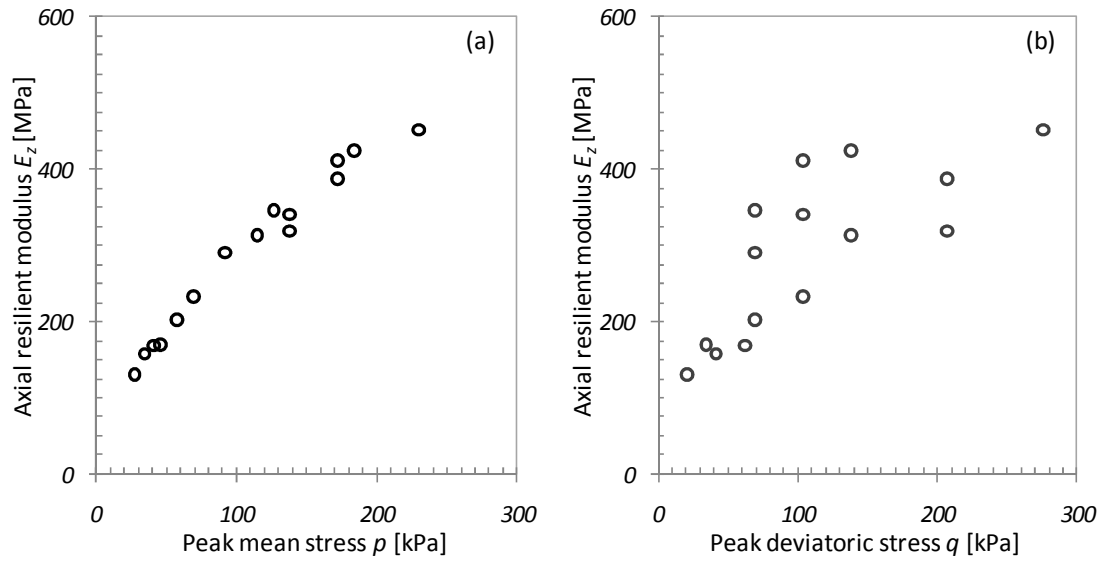 (a)
Axial resilient modulus E_z [MPa]
600
400
200
0
0 100 200 300
Peak mean stress p [kPa]
(b)
Axial resilient modulus E_z [MPa]
600
400
200
0
0 100 200 300
Peak deviatoric stress q [kPa]